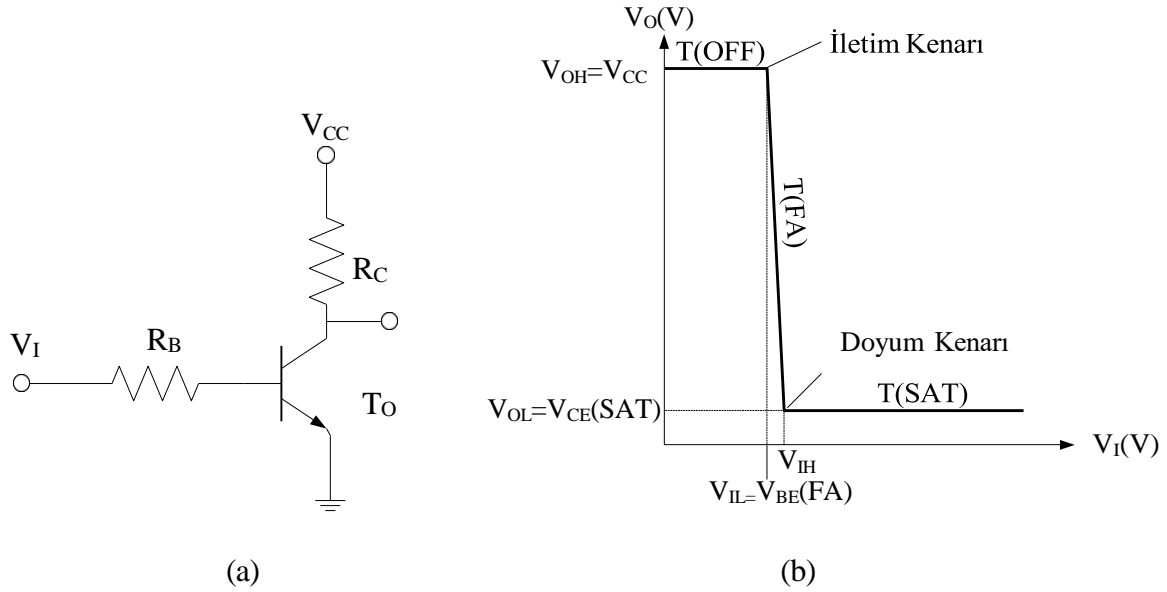 V_CC
R_C
V_I
R_B
T_O
(a)
V_O(V)
T(OFF)
İletim Kenarı
V_OH=V_CC
T(FA)
Doyum Kenarı
V_OL=V_CE(SAT)
T(SAT)
V_IH
V_I(V)
V_IL=V_BE(FA)
(b)